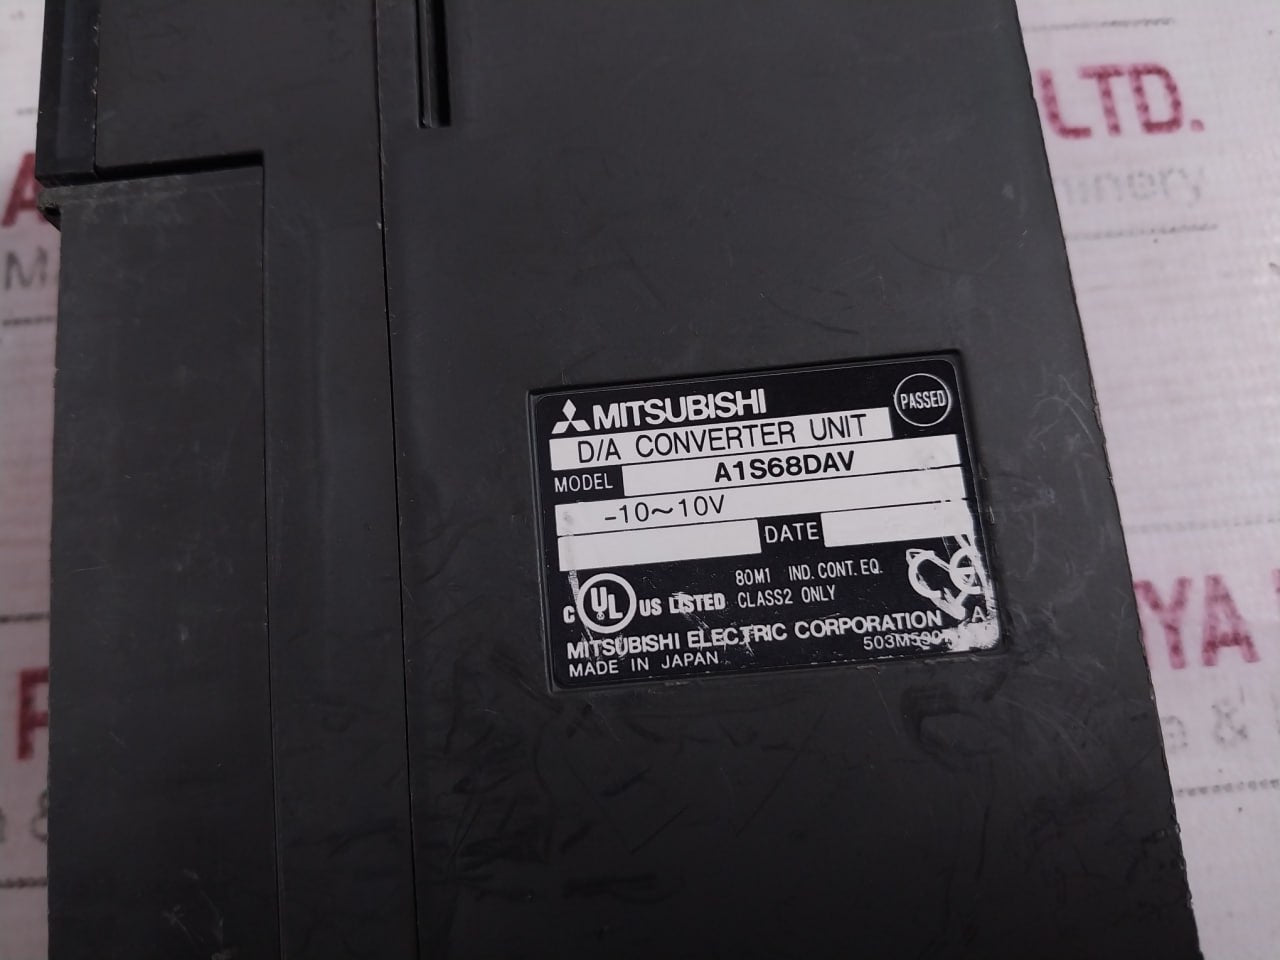 LTD.
MITSUBISHI
PASSED
D/A CONVERTER UNIT
MODEL A1S68DAV
-10～10V
DATE
C UL US LISTED 80M1 IND. CONT. EQ.
CLASS2 ONLY
MITSUBISHI ELECTRIC CORPORATION A
MADE IN JAPAN
YA
&